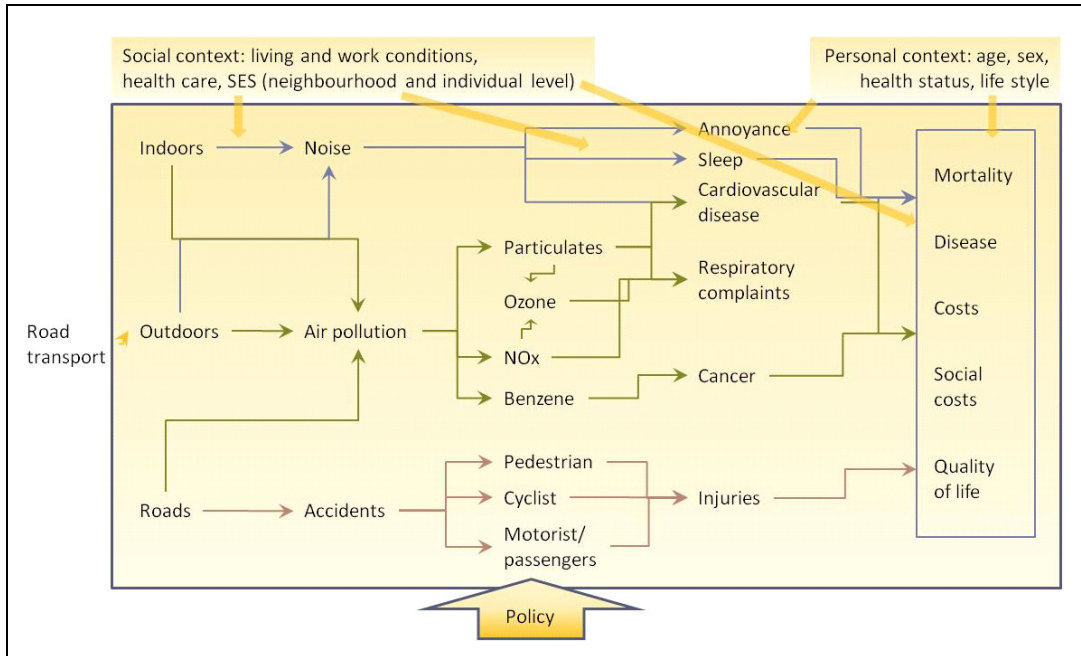 Social context: living and work conditions,
health care, SES (neighbourhood and individual level)
Personal context: age, sex,
health status, life style
Indoors
Noise
Annoyance
Sleep
Cardiovascular
disease
Mortality
Particulates
Disease
Respiratory
complaints
Ozone
Road
transport
Outdoors
Air pollution
Costs
NOx
Benzene
Cancer
Social
costs
Pedestrian
Quality
of life
Roads
Accidents
Cyclist
Injuries
Motorist/
passengers
Policy